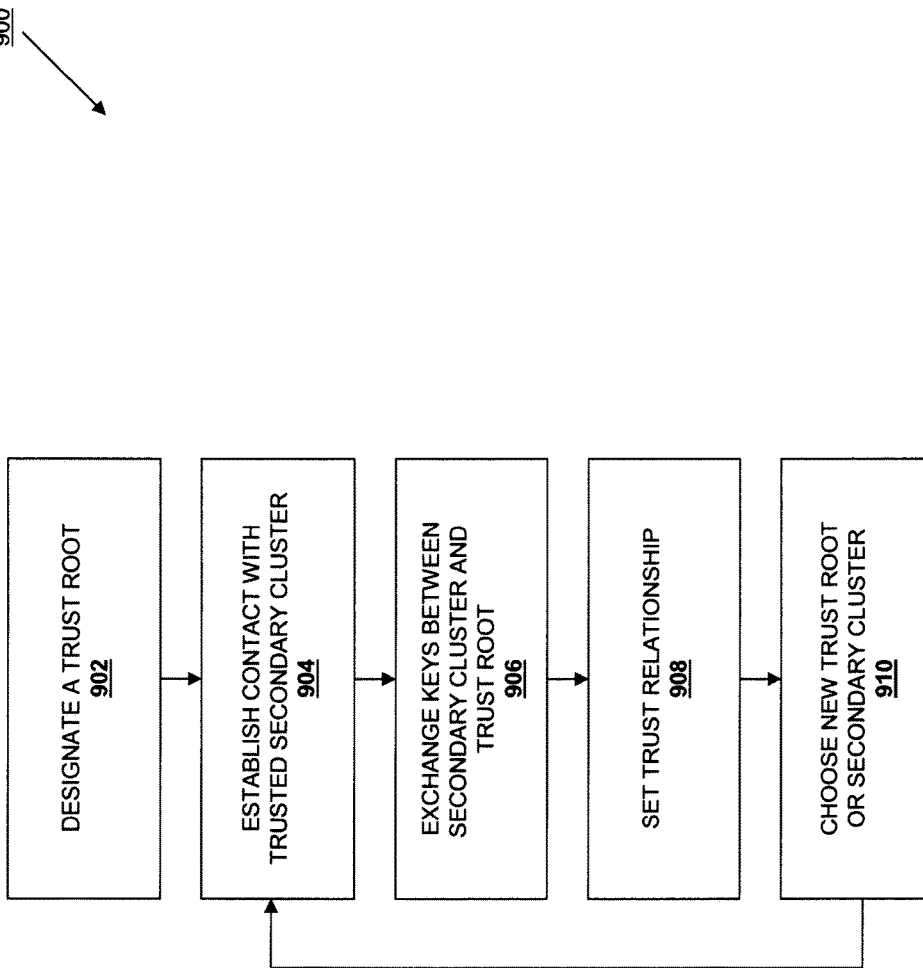 900
DESIGNATE A TRUST ROOT
902
ESTABLISH CONTACT WITH
TRUSTED SECONDARY CLUSTER
904
EXCHANGE KEYS BETWEEN
SECONDARY CLUSTER AND
TRUST ROOT
906
SET TRUST RELATIONSHIP
908
CHOOSE NEW TRUST ROOT
OR SECONDARY CLUSTER
910